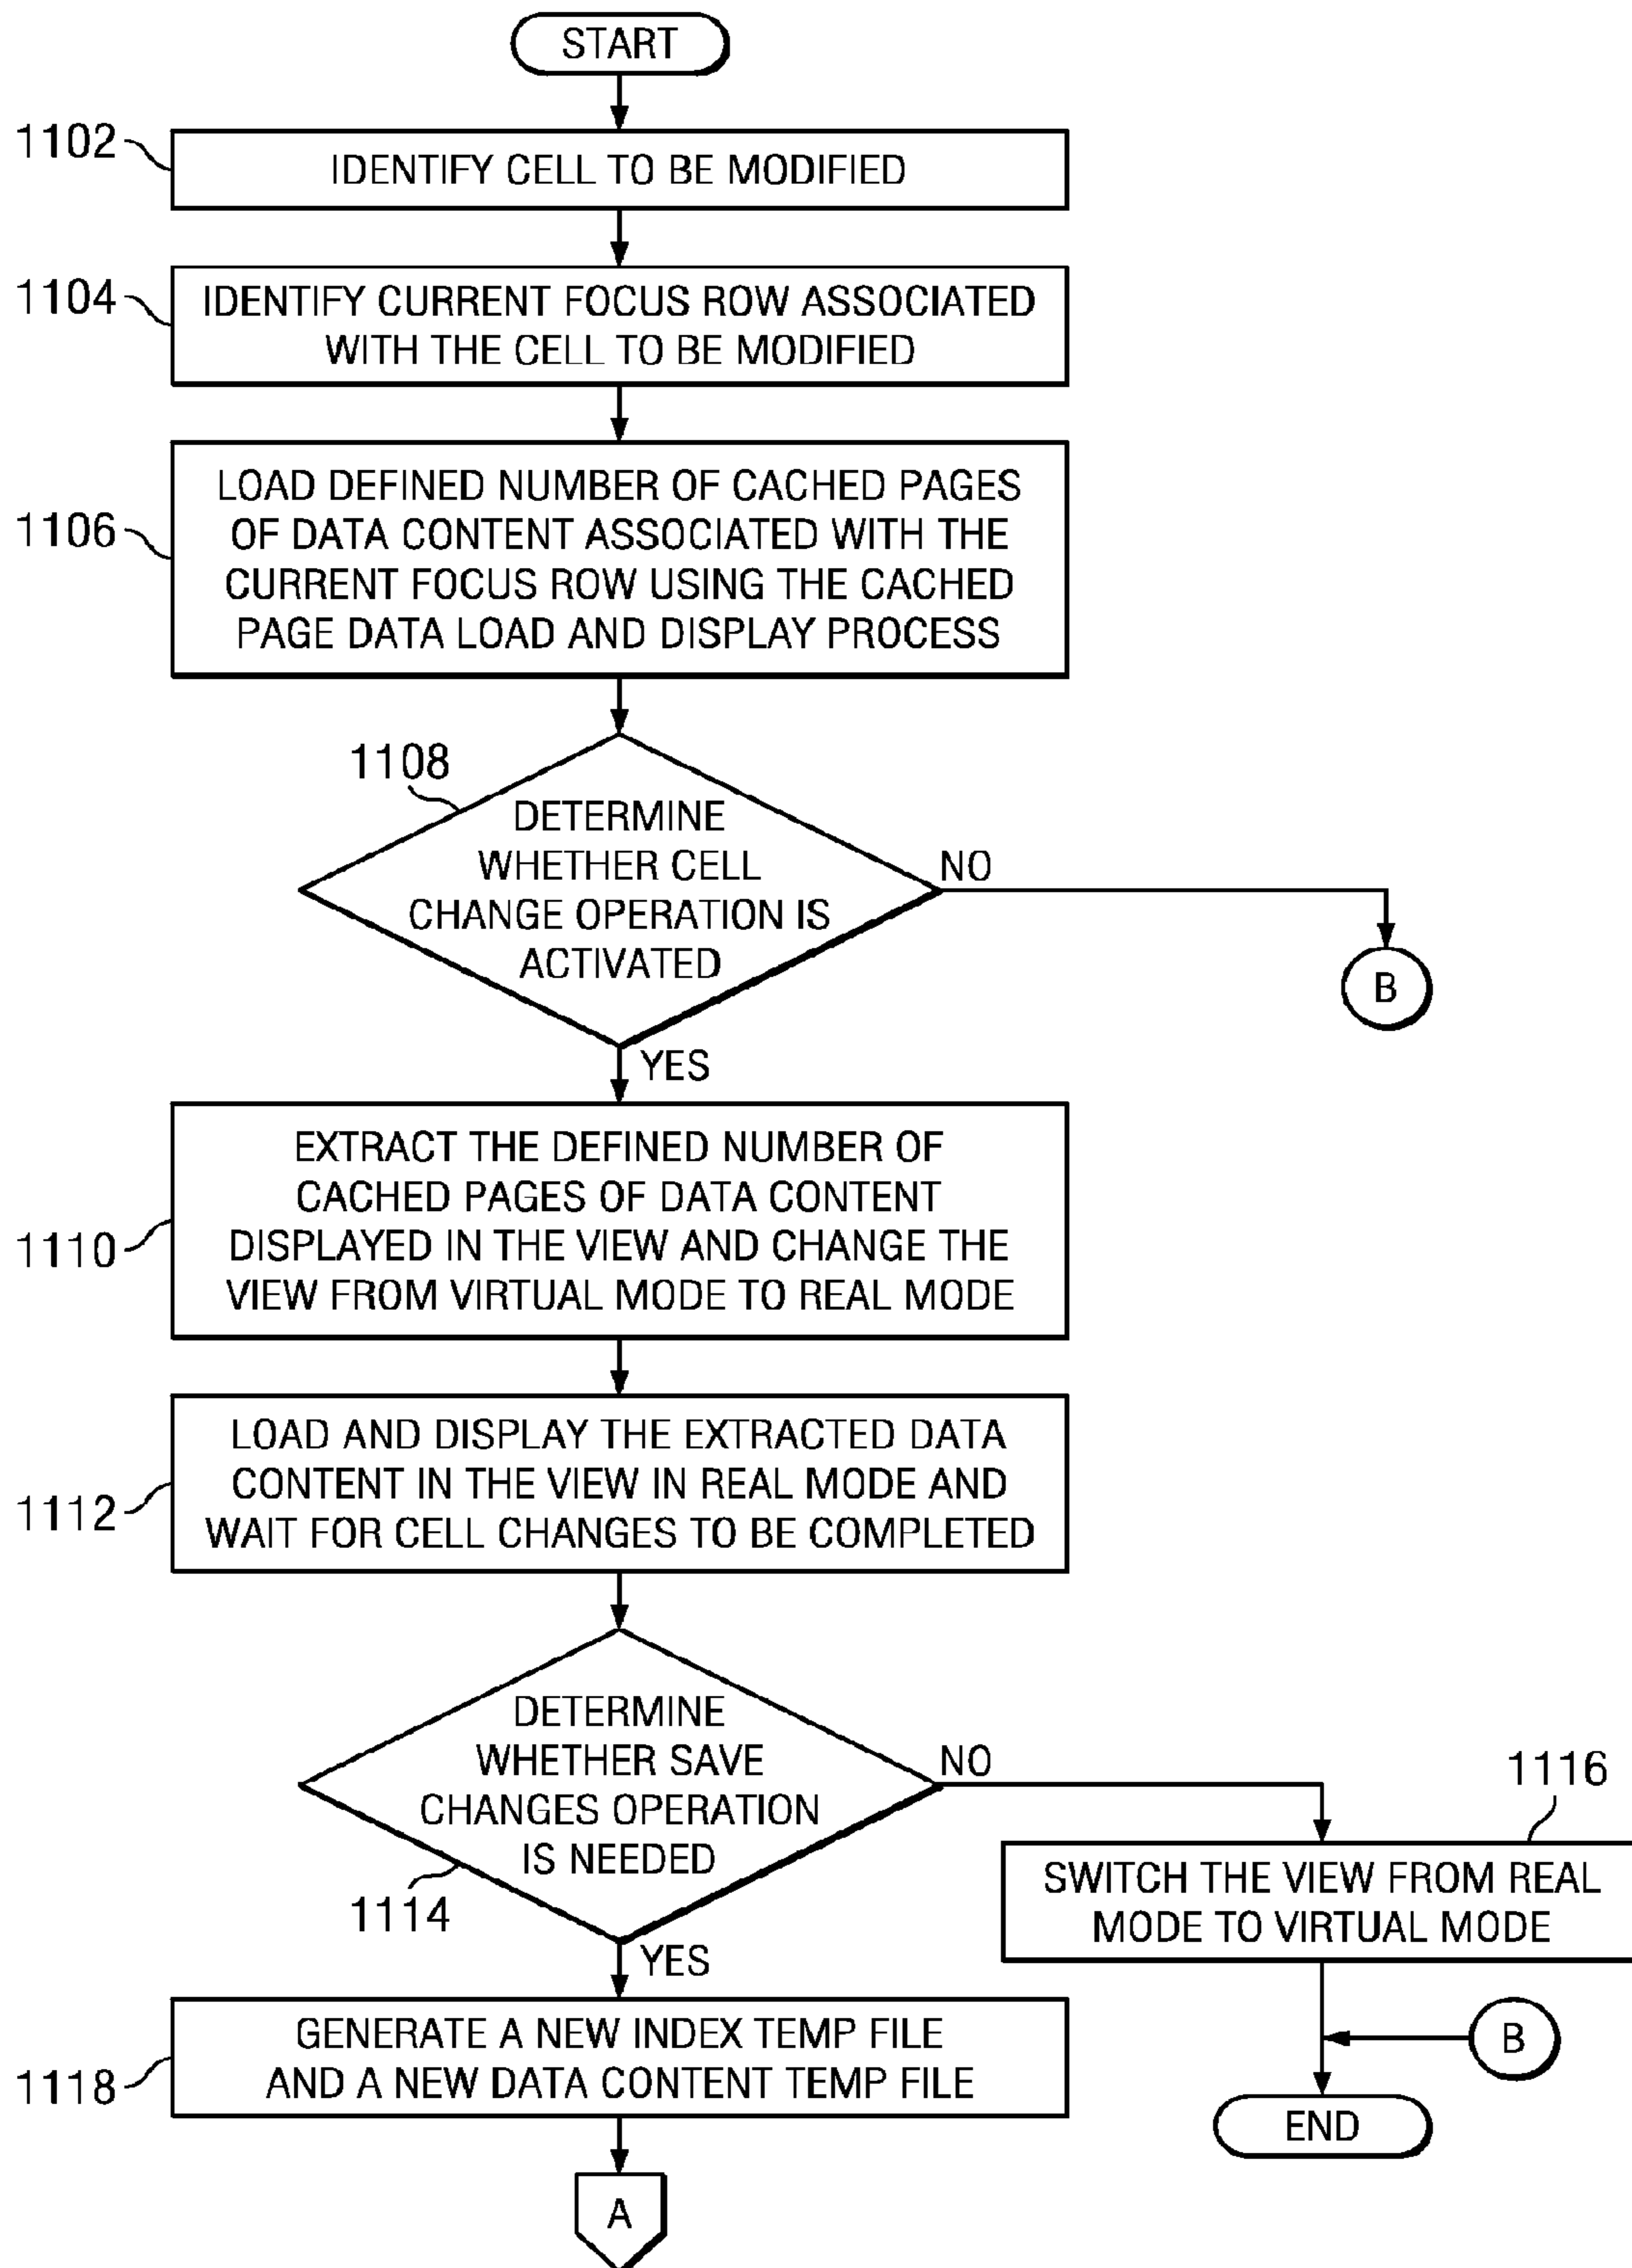 START
1102
IDENTIFY CELL TO BE MODIFIED
1104
IDENTIFY CURRENT FOCUS ROW ASSOCIATED
WITH THE CELL TO BE MODIFIED
1106
LOAD DEFINED NUMBER OF CACHED PAGES
OF DATA CONTENT ASSOCIATED WITH THE
CURRENT FOCUS ROW USING THE CACHED
PAGE DATA LOAD AND DISPLAY PROCESS
1108
DETERMINE
WHETHER CELL
CHANGE OPERATION IS
ACTIVATED
NO
B
YES
1110
EXTRACT THE DEFINED NUMBER OF
CACHED PAGES OF DATA CONTENT
DISPLAYED IN THE VIEW AND CHANGE THE
VIEW FROM VIRTUAL MODE TO REAL MODE
1112
LOAD AND DISPLAY THE EXTRACTED DATA
CONTENT IN THE VIEW IN REAL MODE AND
WAIT FOR CELL CHANGES TO BE COMPLETED
DETERMINE
WHETHER SAVE
CHANGES OPERATION
IS NEEDED
1114
NO
1116
SWITCH THE VIEW FROM REAL
MODE TO VIRTUAL MODE
YES
1118
GENERATE A NEW INDEX TEMP FILE
AND A NEW DATA CONTENT TEMP FILE
B
END
A